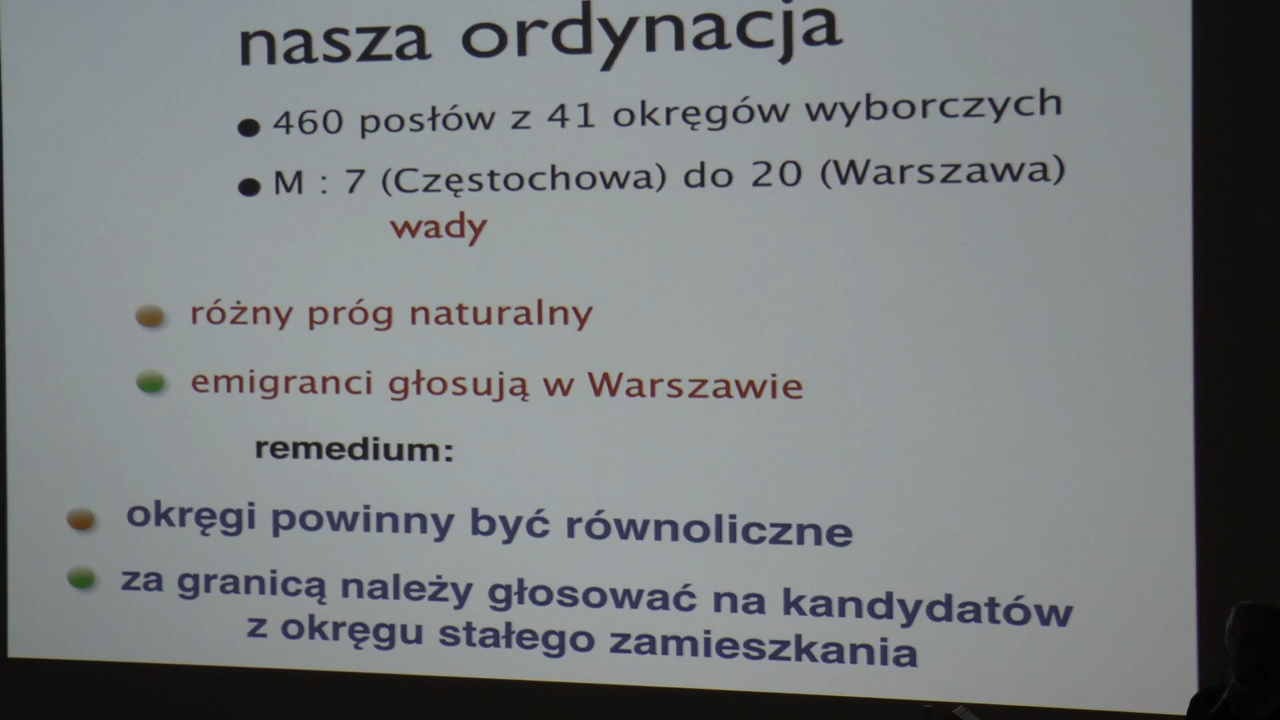 nasza ordynacja
• 460 posłów z 41 okręgów wyborczych
• M : 7 (Częstochowa) do 20 (Warszawa)
wady
różny próg naturalny
emigranci głosują w Warszawie
remedium:
okręgi powinny być równoliczne
za granicą należy głosować na kandydatów
z okręgu stałego zamieszkania